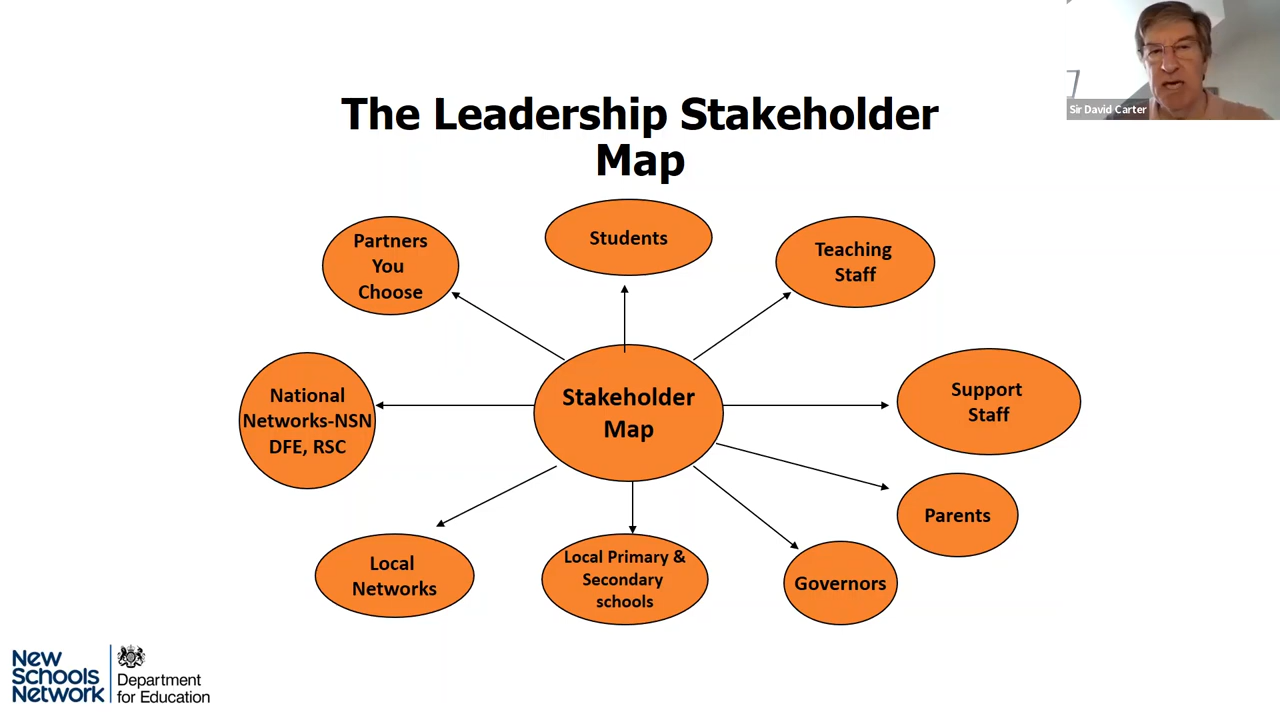 Sir David Carter
The Leadership Stakeholder
Map
Partners
You
Choose
Students
Teaching
Staff
National
Networks-NSN
DFE, RSC
Stakeholder
Map
Support
Staff
Parents
Local
Networks
Local Primary &
Secondary
schools
Governors
New
Schools
Network
Department
for Education